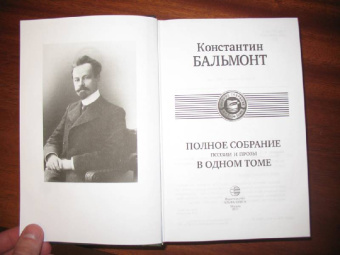 Константин
БАЛЬМОНТ
ПОЛНОЕ СОБРАНИЕ
ПОЭЗИИ И ПРОЗЫ
В ОДНОМ ТОМЕ